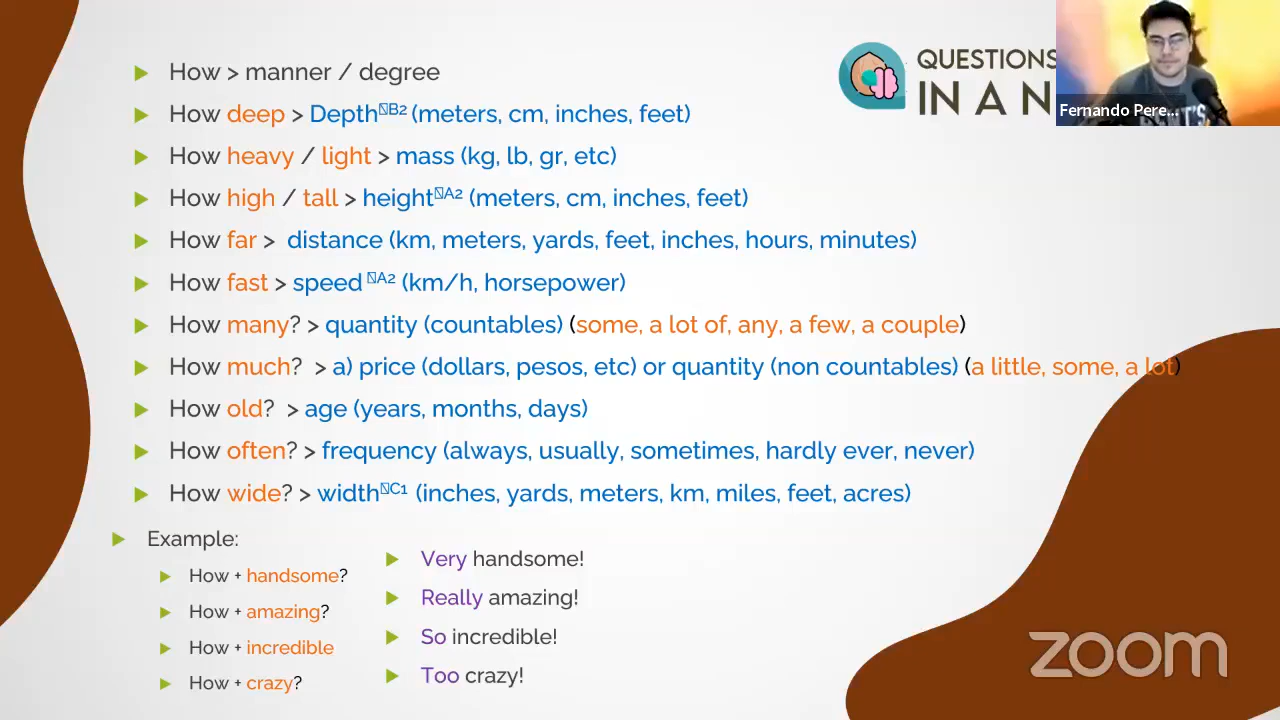 How > manner / degree
How deep > Depth B2 (meters, cm, inches, feet)
How heavy / light > mass (kg, lb, gr, etc)
How high / tall > height A2 (meters, cm, inches, feet)
How far > distance (km, meters, yards, feet, inches, hours, minutes)
How fast > speed A2 (km/h, horsepower)
How many? > quantity (countables) (some, a lot of, any, a few, a couple)
How much? > a) price (dollars, pesos, etc) or quantity (non countables) (a little, some, a lot)
How old? > age (years, months, days)
How often? > frequency (always, usually, sometimes, hardly ever, never)
How wide? > width C1 (inches, yards, meters, km, miles, feet, acres)
Example:
How + handsome?
How + amazing?
How + incredible
How + crazy?
Very handsome!
Really amazing!
So incredible!
Too crazy!
QUESTIONS
IN A N
Fernando Pere...
zoom